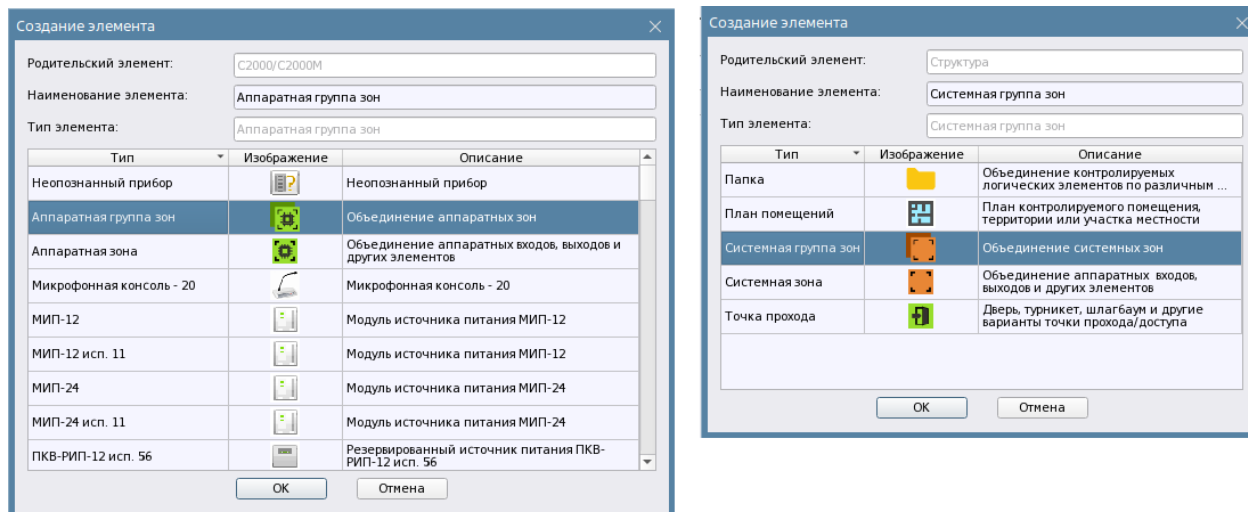 Создание элемента
Родительский элемент: С2000/С2000М
Наименование элемента: Аппаратная группа зон
Тип элемента: Аппаратная группа зон
Тип Изображение Описание
Неопознанный прибор Неопознанный прибор
Аппаратная группа зон Объединение аппаратных зон
Аппаратная зона Объединение аппаратных входов, выходов и
других элементов
Микрофонная консоль - 20 Микрофонная консоль - 20
МИП-12 Модуль источника питания МИП-12
МИП-12 исп. 11 Модуль источника питания МИП-12
МИП-24 Модуль источника питания МИП-24
МИП-24 исп. 11 Модуль источника питания МИП-24
ПКВ-РИП-12 исп. 56 Резервированный источник питания ПКВ-
РИП-12 исп. 56
ОК Отмена
Создание элемента
Родительский элемент: Структура
Наименование элемента: Системная группа зон
Тип элемента: Системная группа зон
Тип Изображение Описание
Папка Объединение контролируемых
логических элементов по различным ...
План помещений План контролируемого помещения,
территории или участка местности
Системная группа зон Объединение системных зон
Системная зона Объединение аппаратных входов,
выходов и других элементов
Точка прохода Дверь, турникет, шлагбаум и другие
варианты точки прохода/доступа
ОК Отмена